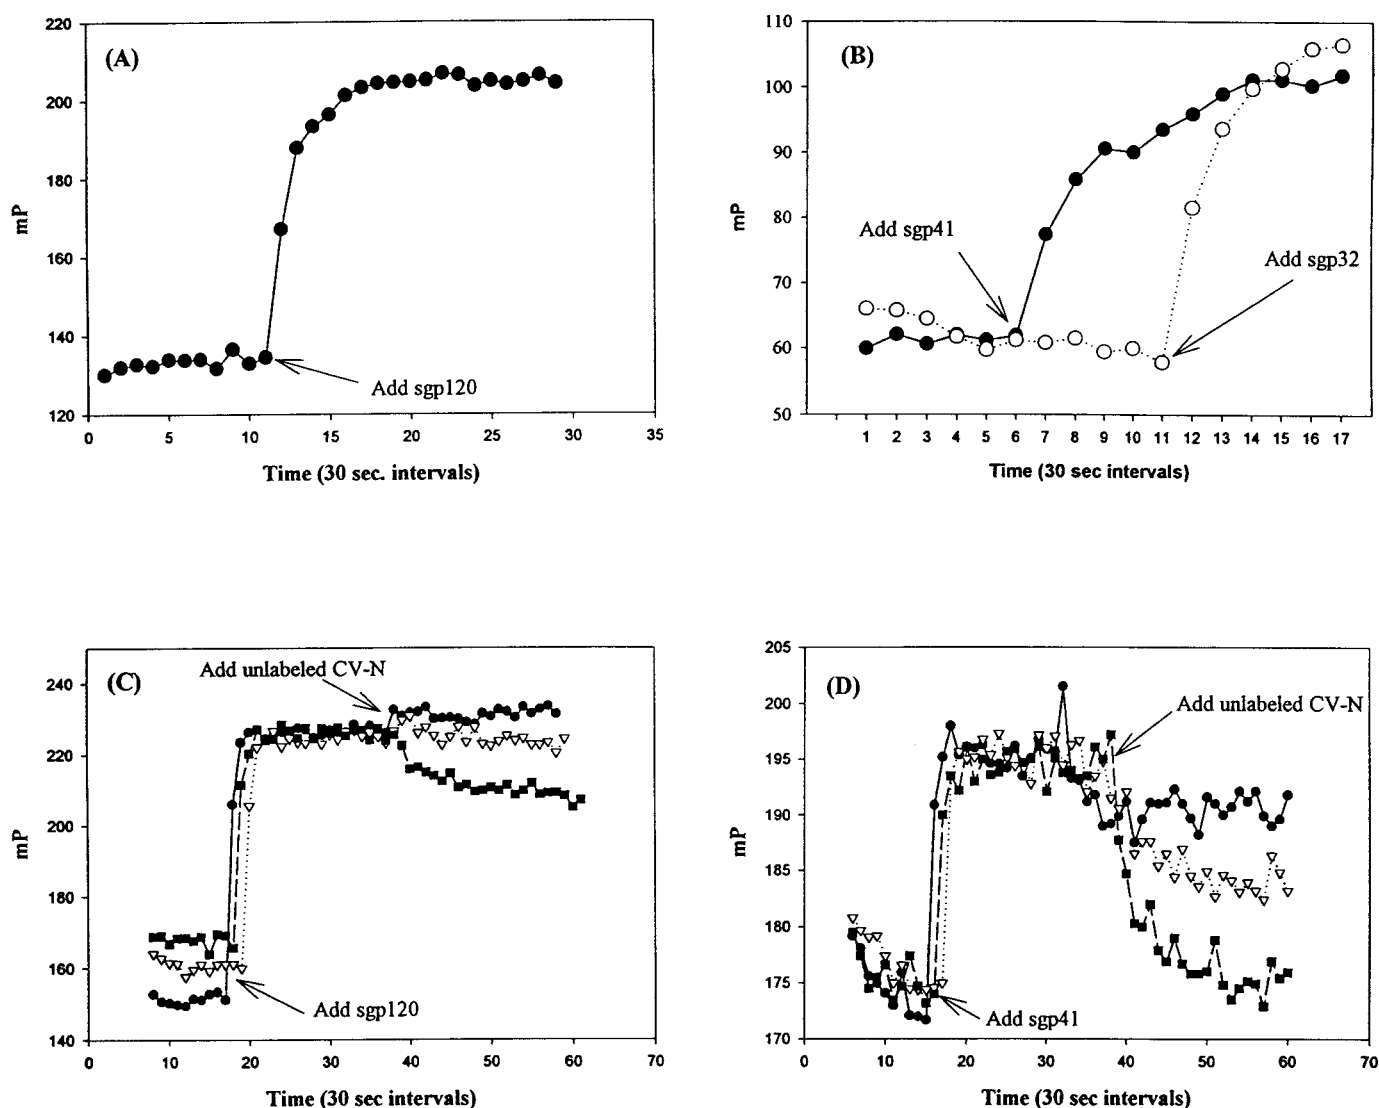 (A)
220
200
180
160
140
120
mP
0 5 10 15 20 25 30 35
Time (30 sec. intervals)
Add sgp120
(B)
110
100
90
80
70
60
50
mP
1 2 3 4 5 6 7 8 9 10 11 12 13 14 15 16 17
Time (30 sec intervals)
Add sgp41
Add sgp32
(C)
240
220
200
180
160
140
mP
0 10 20 30 40 50 60 70
Time (30 sec intervals)
Add unlabeled CV-N
Add sgp120
(D)
205
200
195
190
185
180
175
170
mP
0 10 20 30 40 50 60 70
Time (30 sec intervals)
Add unlabeled CV-N
Add sgp41